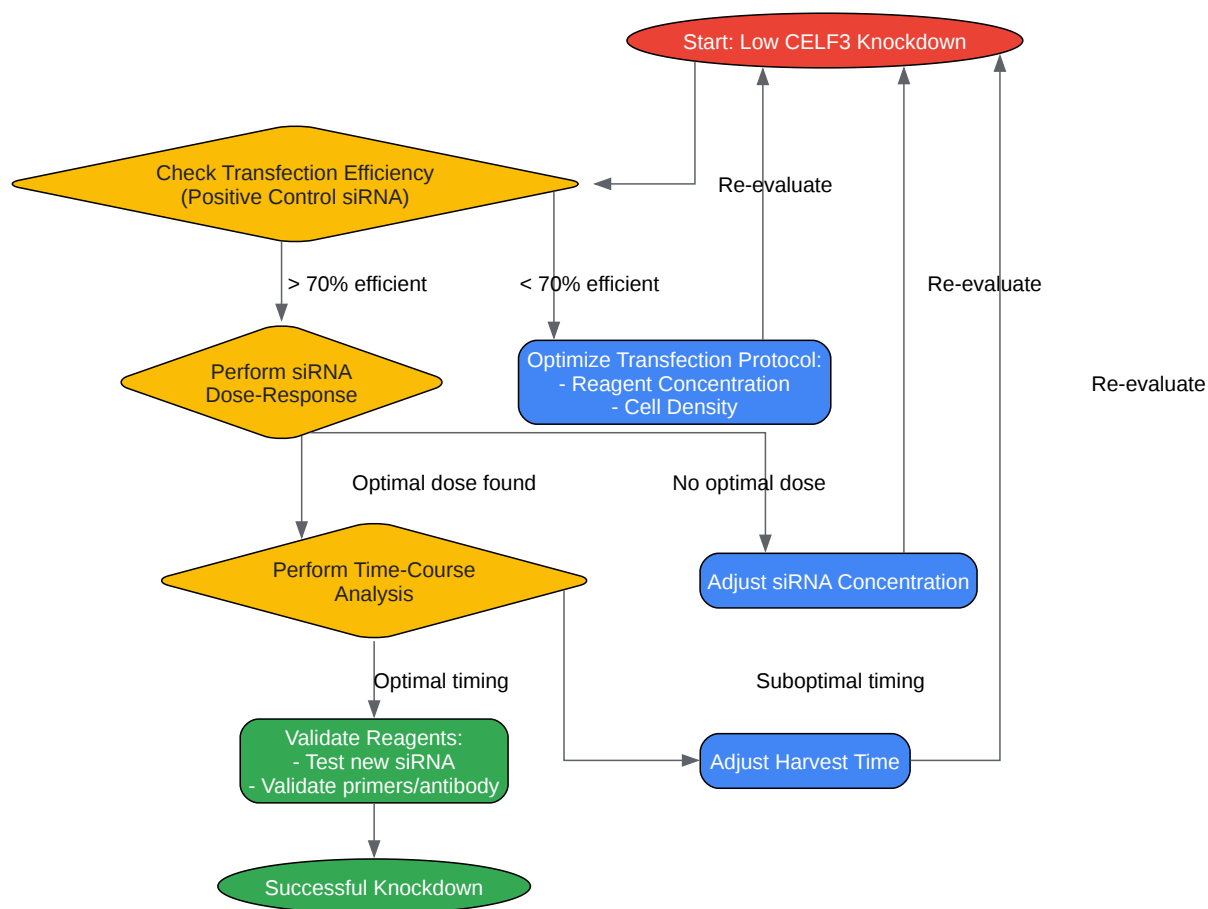 Start: Low CELF3 Knockdown
Check Transfection Efficiency
(Positive Control siRNA)
Re-evaluate
> 70% efficient
< 70% efficient
Re-evaluate
Perform siRNA
Dose-Response
Optimize Transfection Protocol:
- Reagent Concentration
- Cell Density
Re-evaluate
Optimal dose found
No optimal dose
Perform Time-Course
Analysis
Adjust siRNA Concentration
Optimal timing
Suboptimal timing
Validate Reagents:
- Test new siRNA
- Validate primers/antibody
Adjust Harvest Time
Successful Knockdown